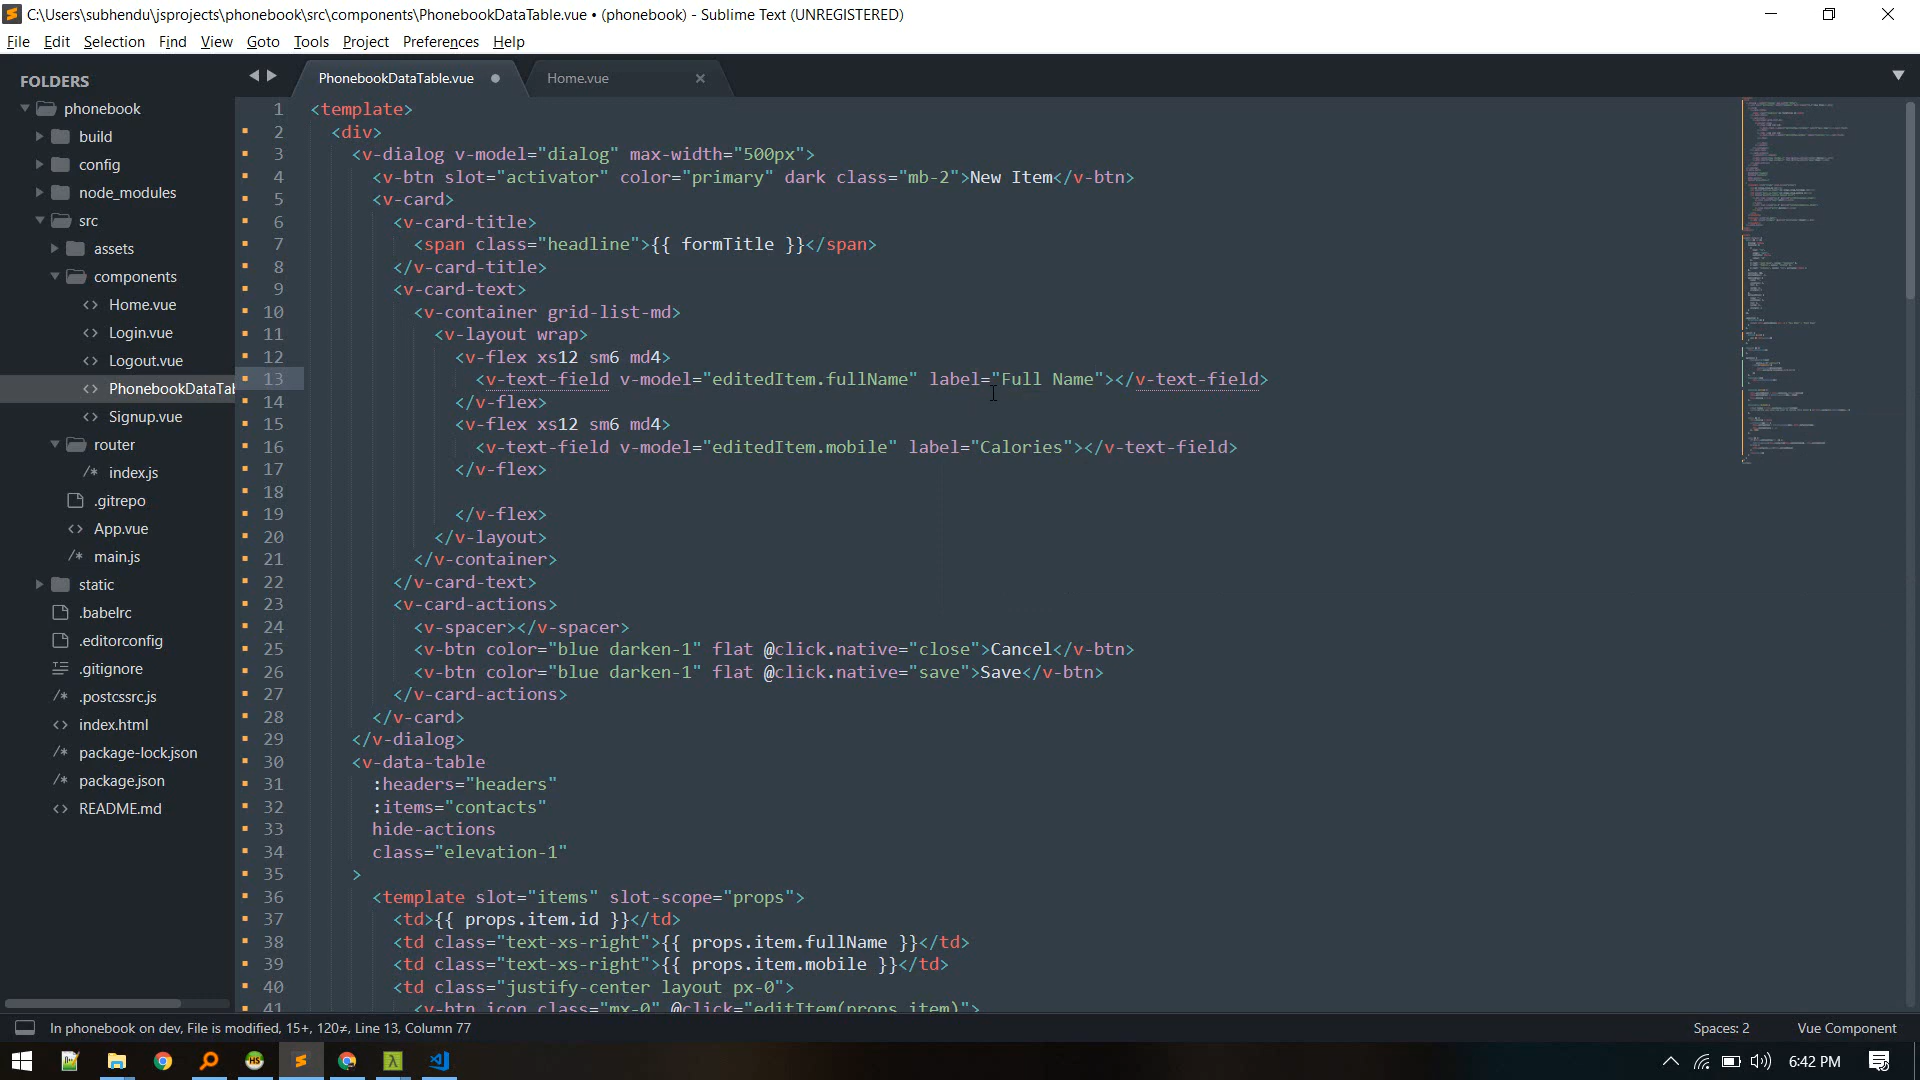 C:\Users\subhendu\jsprojects\phonebook\src\components\PhonebookDataTable.vue • (phonebook) - Sublime Text (UNREGISTERED)
File Edit Selection Find View Goto Tools Project Preferences Help
FOLDERS
phonebook
build
config
node_modules
src
assets
components
Home.vue
Login.vue
Logout.vue
PhonebookDataTab
Signup.vue
router
index.js
.gitrepo
App.vue
main.js
static
.babelrc
.editorconfig
.gitignore
.postcssrc.js
index.html
package-lock.json
package.json
README.md
PhonebookDataTable.vue
Home.vue
1 <template>
2 <div>
3 <v-dialog v-model="dialog" max-width="500px">
4 <v-btn slot="activator" color="primary" dark class="mb-2">New Item</v-btn>
5 <v-card>
6 <v-card-title>
7 <span class="headline">{{ formTitle }}</span>
8 </v-card-title>
9 <v-card-text>
10 <v-container grid-list-md>
11 <v-layout wrap>
12 <v-flex xs12 sm6 md4>
13 <v-text-field v-model="editedItem.fullName" label="Full Name"></v-text-field>
14 </v-flex>
15 <v-flex xs12 sm6 md4>
16 <v-text-field v-model="editedItem.mobile" label="Calories"></v-text-field>
17 </v-flex>
18
19 </v-flex>
20 </v-layout>
21 </v-container>
22 </v-card-text>
23 <v-card-actions>
24 <v-spacer></v-spacer>
25 <v-btn color="blue darken-1" flat @click.native="close">Cancel</v-btn>
26 <v-btn color="blue darken-1" flat @click.native="save">Save</v-btn>
27 </v-card-actions>
28 </v-card>
29 </v-dialog>
30 <v-data-table
31 :headers="headers"
32 :items="contacts"
33 hide-actions
34 class="elevation-1"
35 >
36 <template slot="items" slot-scope="props">
37 <td>{{ props.item.id }}</td>
38 <td class="text-xs-right">{{ props.item.fullName }}</td>
39 <td class="text-xs-right">{{ props.item.mobile }}</td>
40 <td class="justify-center layout px-0">
41 <v-btn icon class="mx-0" @click="editItem(props.item)">
In phonebook on dev, File is modified, 15+, 120≠, Line 13, Column 77
Spaces: 2
Vue Component
6:42 PM